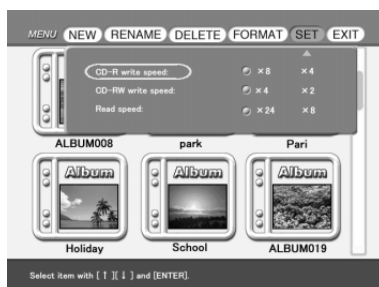 MENU NEW RENAME DELETE FORMAT SET EXIT
CD-R write speed: ×8 ×4
CD-RW write speed: ×4 ×2
Read speed: ×24 ×8
ALBUM008 park Pari
Album Album Album
Holiday School ALBUM019
Select item with [ ↑ ][ ↓ ] and [ENTER].